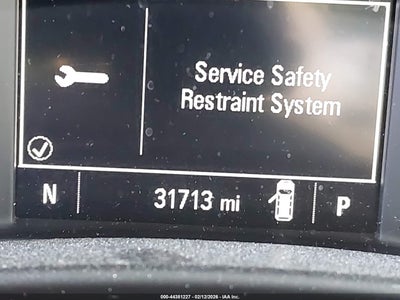 Service Safety
Restraint System
N 31713 mi P
000-44381227 - 02/12/2026 - IAA Inc.